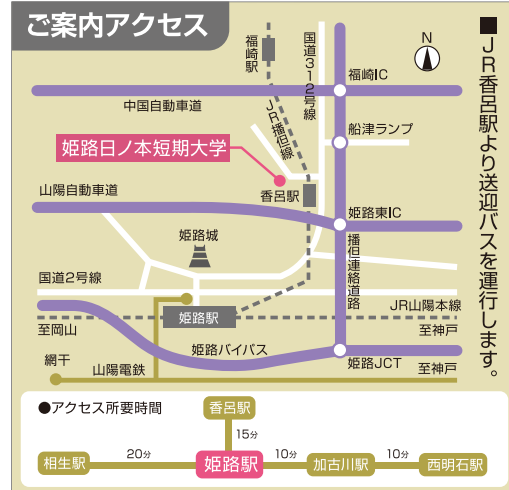 ご案内アクセス
N
福崎駅
国道312号線
福崎IC
中国自動車道
JR播但線
船津ランプ
姫路日ノ本短期大学
香呂駅
山陽自動車道
姫路東IC
姫路城
播但連絡道路
国道2号線
JR山陽本線
姫路駅
至岡山
至神戸
姫路バイパス
網干
山陽電鉄
姫路JCT
至神戸
■JR香呂駅より送迎バスを運行します。
●アクセス所要時間
香呂駅
15分
相生駅
20分
姫路駅
10分
加古川駅
10分
西明石駅